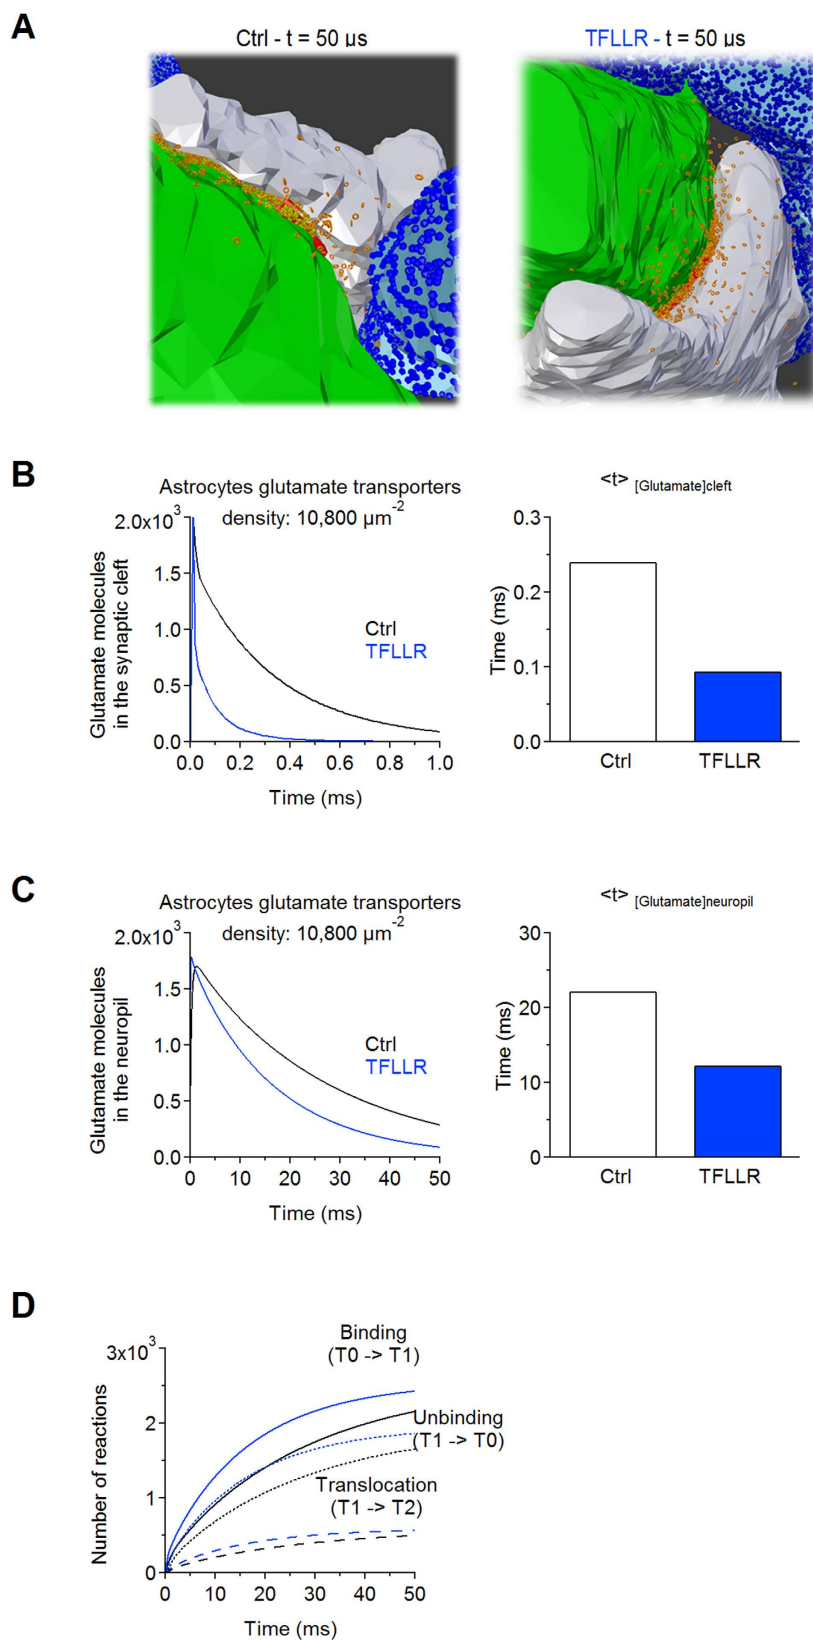 A
Ctrl - t = 50 µs
TFLLR - t = 50 µs
B
Astrocytes glutamate transporters
density: 10,800 µm-2
2.0x10^3
1.5
1.0
0.5
0.0
Glutamate molecules
in the synaptic cleft
Ctrl
TFLLR
0.0 0.2 0.4 0.6 0.8 1.0
Time (ms)
<t> [Glutamate]cleft
0.3
0.2
0.1
0.0
Time (ms)
Ctrl TFLLR
C
Astrocytes glutamate transporters
density: 10,800 µm-2
2.0x10^3
1.5
1.0
0.5
0.0
Glutamate molecules
in the neuropil
Ctrl
TFLLR
0 10 20 30 40 50
Time (ms)
<t> [Glutamate]neuropil
30
20
10
0
Time (ms)
Ctrl TFLLR
D
3x10^3
2
1
0
Number of reactions
Binding
(T0 -> T1)
Unbinding
(T1 -> T0)
Translocation
(T1 -> T2)
0 10 20 30 40 50
Time (ms)